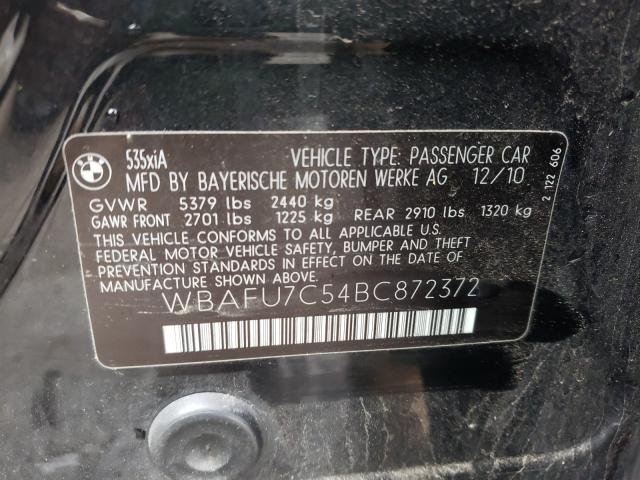 BMW
535xiA VEHICLE TYPE: PASSENGER CAR
MFD BY BAYERISCHE MOTOREN WERKE AG 12/10
GVWR 5379 lbs 2440 kg
GAWR FRONT 2701 lbs 1225 kg REAR 2910 lbs 1320 kg
THIS VEHICLE CONFORMS TO ALL APPLICABLE U.S.
FEDERAL MOTOR VEHICLE SAFETY, BUMPER AND THEFT
PREVENTION STANDARDS IN EFFECT ON THE DATE OF
MANUFACTURE SHOWN ABOVE.
WBAFU7C54BC872372
2 122 606